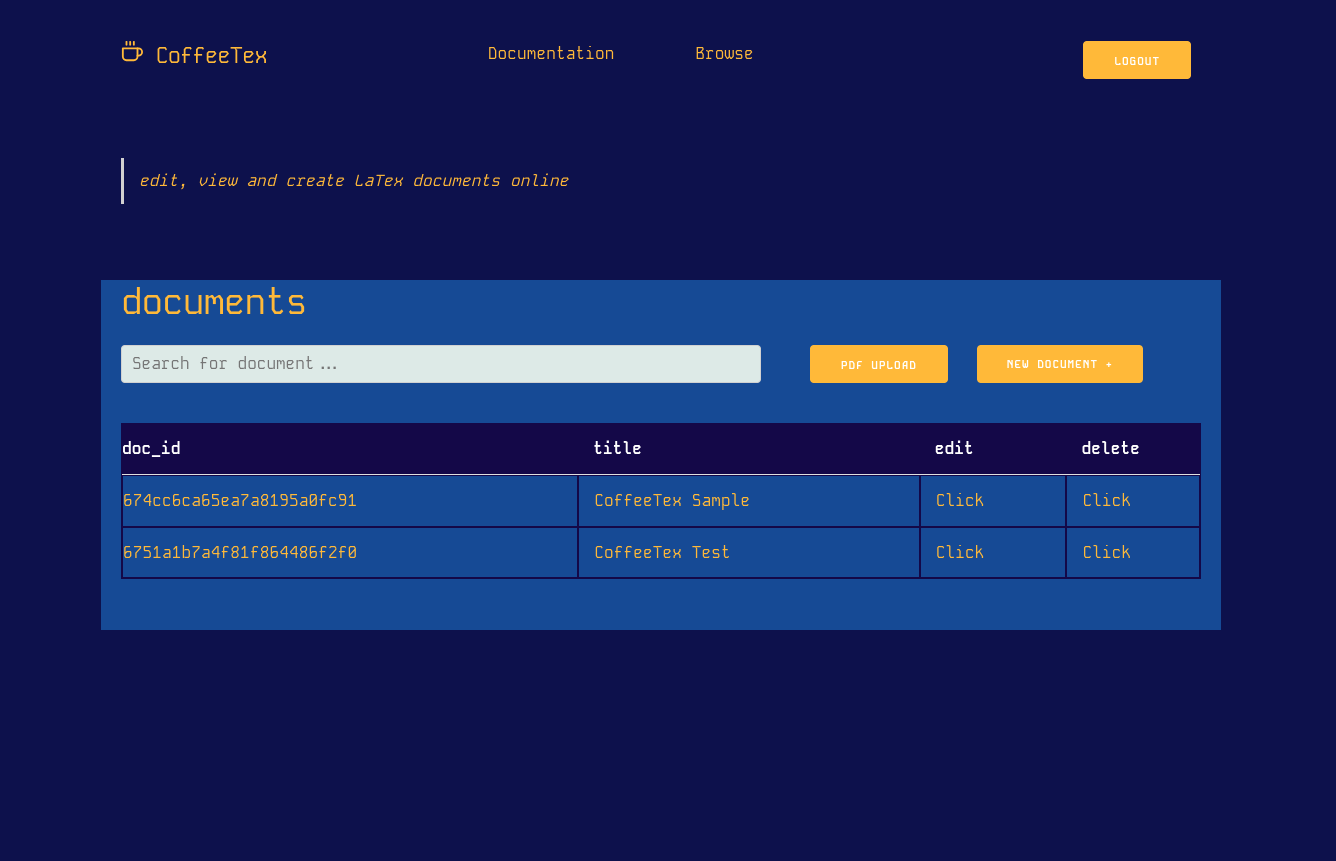 CoffeeTex Documentation Browse LOGOUT
edit, view and create LaTex documents online
documents
Search for document... PDF UPLOAD NEW DOCUMENT +
doc_id title edit delete
674cc6ca65ea7a8195a0fc91 CoffeeTex Sample Click Click
6751a1b7a4f81f864486f2f0 CoffeeTex Test Click Click